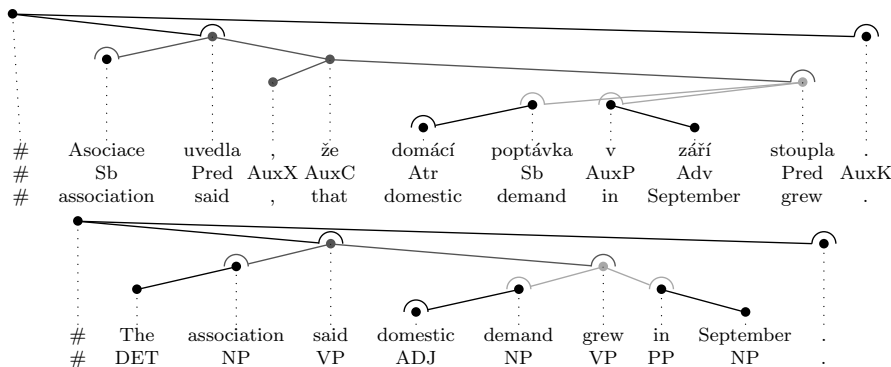 # Asociace uvedla , že domácí poptávka v září stoupla .
# Sb Pred AuxX AuxC Atr Sb AuxP Adv Pred AuxK
# association said , that domestic demand in September grew .
# The association said domestic demand grew in September .
# DET NP VP ADJ NP VP PP NP .